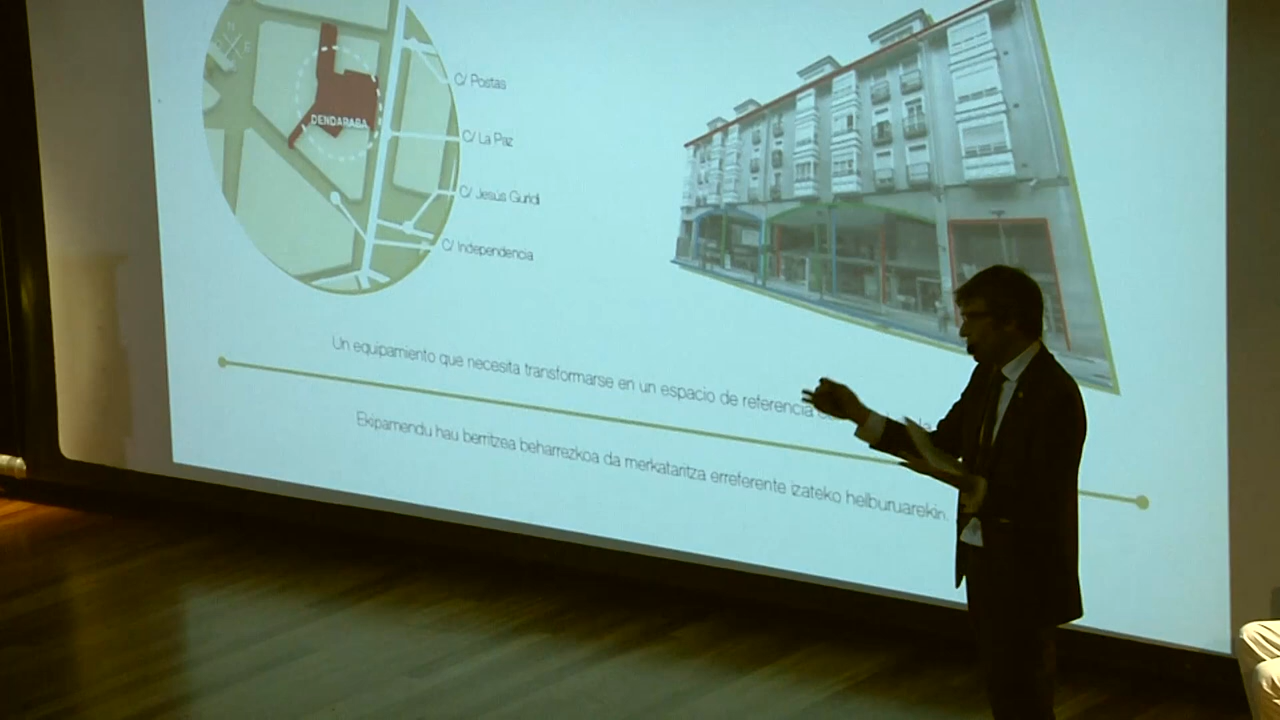 C/ Postas
DENDARABA
C/ La Paz
C/ Jesús Guridi
C/ Independencia
Un equipamiento que necesita transformarse en un espacio de referencia
Ekipamendu hau berritzea beharrezkoa da merkataritza erreferente izateko helburuarekin.